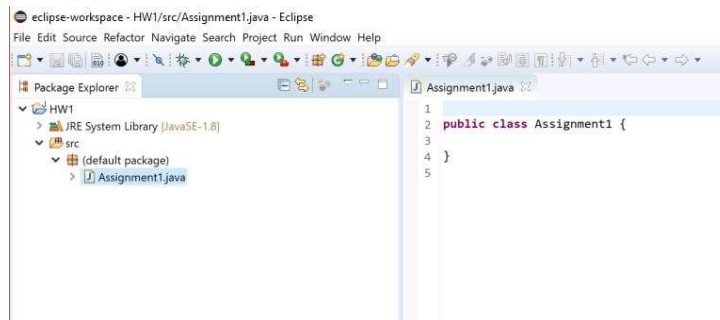 eclipse-workspace - HW1/src/Assignment1.java - Eclipse
File Edit Source Refactor Navigate Search Project Run Window Help
Package Explorer
HW1
JRE System Library [JavaSE-1.8]
src
(default package)
Assignment1.java
Assignment1.java
1
2 public class Assignment1 {
3
4 }
5